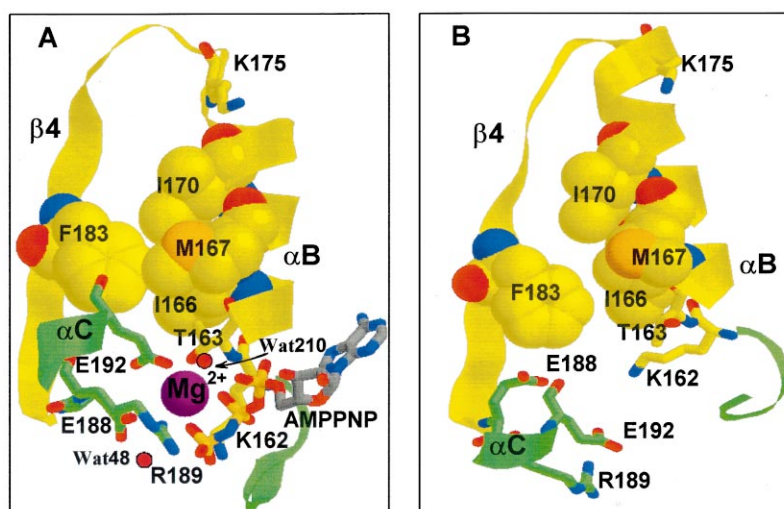 A
K175
β4
I170
F183
M167
αB
I166
αC
T163
Wat210
E192
Mg2+
AMPPNP
E188
K162
Wat48
R189
B
K175
β4
I170
M167
αB
F183
I166
T163
E188
K162
E192
αC
R189